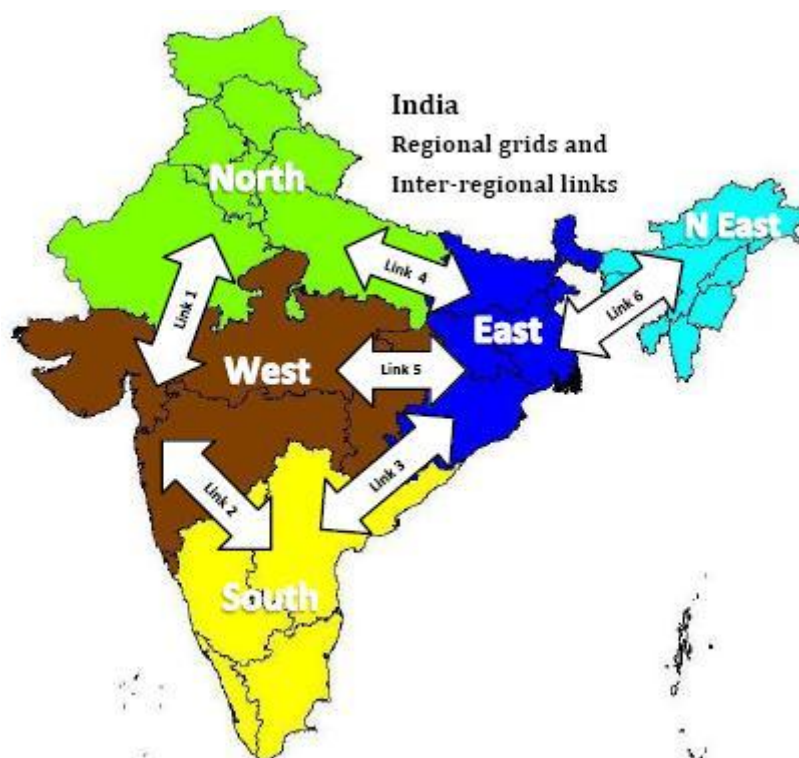 India
Regional grids and
Inter-regional links
North
N East
Link 4
Link 1
Link 6
East
West
Link 5
Link 3
Link 2
South